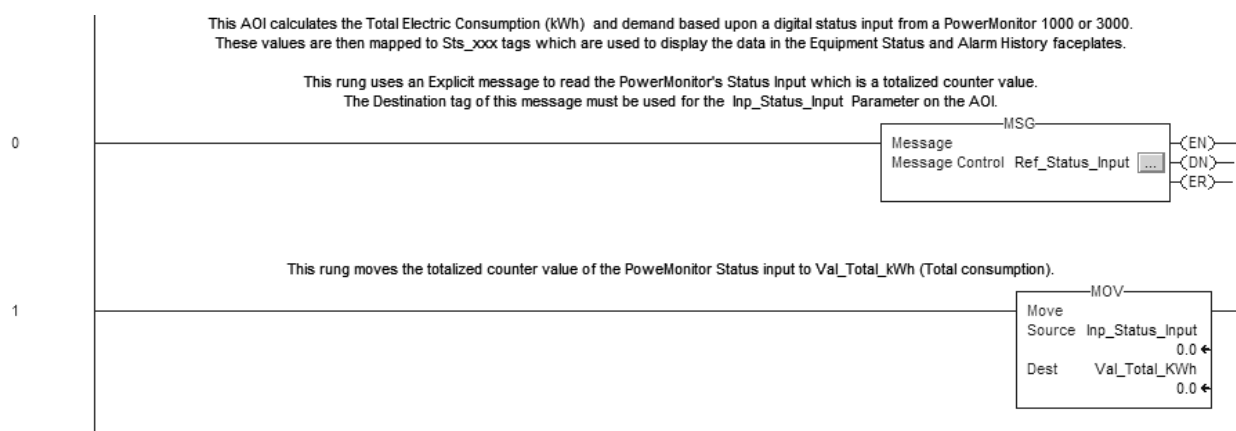 This AOI calculates the Total Electric Consumption (kWh) and demand based upon a digital status input from a PowerMonitor 1000 or 3000.
These values are then mapped to Sts_xxx tags which are used to display the data in the Equipment Status and Alarm History faceplates.
This rung uses an Explicit message to read the PowerMonitor's Status Input which is a totalized counter value.
The Destination tag of this message must be used for the Inp_Status_Input Parameter on the AOI.
0
MSG
Message
Message Control Ref_Status_Input ...
EN
DN
ER
This rung moves the totalized counter value of the PoweMonitor Status input to Val_Total_kWh (Total consumption).
1
MOV
Move
Source Inp_Status_Input
0.0
Dest Val_Total_KWh
0.0